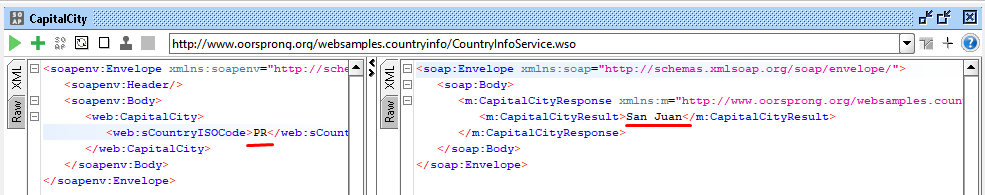 CapitalCity
http://www.oorsprong.org/websamples.countryinfo/CountryInfoService.wso
XML
Raw
<soapenv:Envelope xmlns:soapenv="http://sche
<soapenv:Header/>
<soapenv:Body>
<web:CapitalCity>
<web:sCountryISOCode>PR</web:sCount
</web:CapitalCity>
</soapenv:Body>
</soapenv:Envelope>
XML
Raw
<soap:Envelope xmlns:soap="http://schemas.xmlsoap.org/soap/envelope/">
<soap:Body>
<m:CapitalCityResponse xmlns:m="http://www.oorsprong.org/websamples.coun
<m:CapitalCityResult>San Juan</m:CapitalCityResult>
</m:CapitalCityResponse>
</soap:Body>
</soap:Envelope>